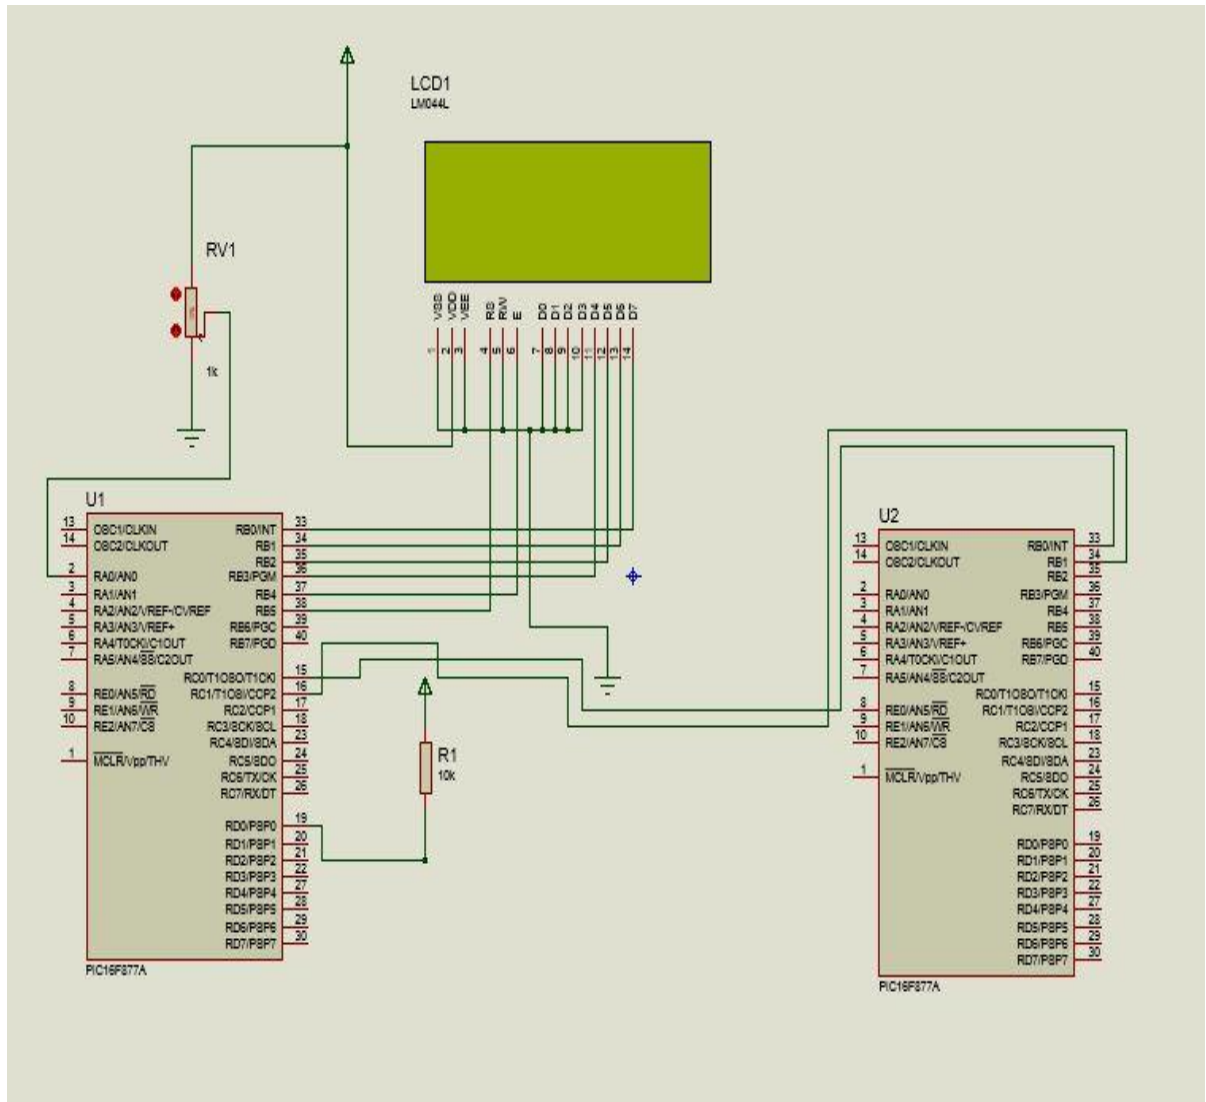 LCD1
LM044L
RV1
1k
VSS
VDD
VEE
RS
RW
E
D0
D1
D2
D3
D4
D5
D6
D7
1
2
3
4
5
6
7
8
9
10
11
12
13
14
U1
13 OSC1/CLKIN RB0/INT 33
14 OSC2/CLKOUT RB1 34
RB2 35
2 RA0/AN0 RB3/PGM 36
3 RA1/AN1 RB4 37
4 RA2/AN2/VREF-/CVREF RB5 38
5 RA3/AN3/VREF+ RB6/PGC 39
6 RA4/T0CKI/C1OUT RB7/PGD 40
7 RA5/AN4/SS/C2OUT
RC0/T1OSO/T1CKI 15
8 RE0/AN5/RD RC1/T1OSI/CCP2 16
9 RE1/AN6/WR RC2/CCP1 17
10 RE2/AN7/CS RC3/SCK/SCL 18
RC4/SDI/SDA 23
1 MCLR/Vpp/THV RC5/SDO 24
RC6/TX/CK 25
RC7/RX/DT 26
RD0/PSP0 19
RD1/PSP1 20
RD2/PSP2 21
RD3/PSP3 22
RD4/PSP4 27
RD5/PSP5 28
RD6/PSP6 29
RD7/PSP7 30
PIC16F877A
R1
10k
U2
13 OSC1/CLKIN RB0/INT 33
14 OSC2/CLKOUT RB1 34
RB2 35
2 RA0/AN0 RB3/PGM 36
3 RA1/AN1 RB4 37
4 RA2/AN2/VREF-/CVREF RB5 38
5 RA3/AN3/VREF+ RB6/PGC 39
6 RA4/T0CKI/C1OUT RB7/PGD 40
7 RA5/AN4/SS/C2OUT
RC0/T1OSO/T1CKI 15
8 RE0/AN5/RD RC1/T1OSI/CCP2 16
9 RE1/AN6/WR RC2/CCP1 17
10 RE2/AN7/CS RC3/SCK/SCL 18
RC4/SDI/SDA 23
1 MCLR/Vpp/THV RC5/SDO 24
RC6/TX/CK 25
RC7/RX/DT 26
RD0/PSP0 19
RD1/PSP1 20
RD2/PSP2 21
RD3/PSP3 22
RD4/PSP4 27
RD5/PSP5 28
RD6/PSP6 29
RD7/PSP7 30
PIC16F877A